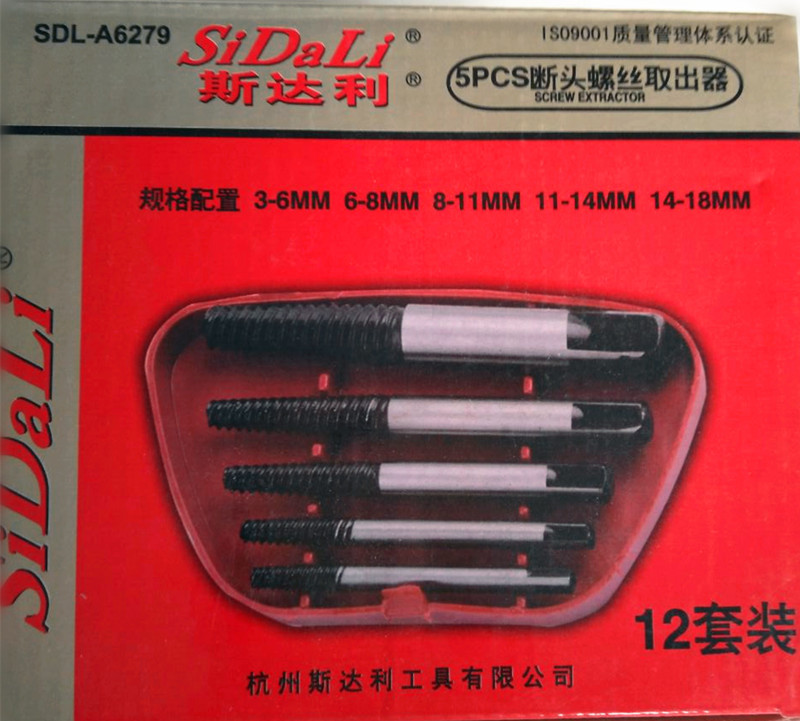 SDL-A6279
SiDaLi®
斯达利®
ISO9001质量管理体系认证
5PCS断头螺丝取出器
SCREW EXTRACTOR
规格配置 3-6MM 6-8MM 8-11MM 11-14MM 14-18MM
SiDaLi®
12套装
杭州斯达利工具有限公司